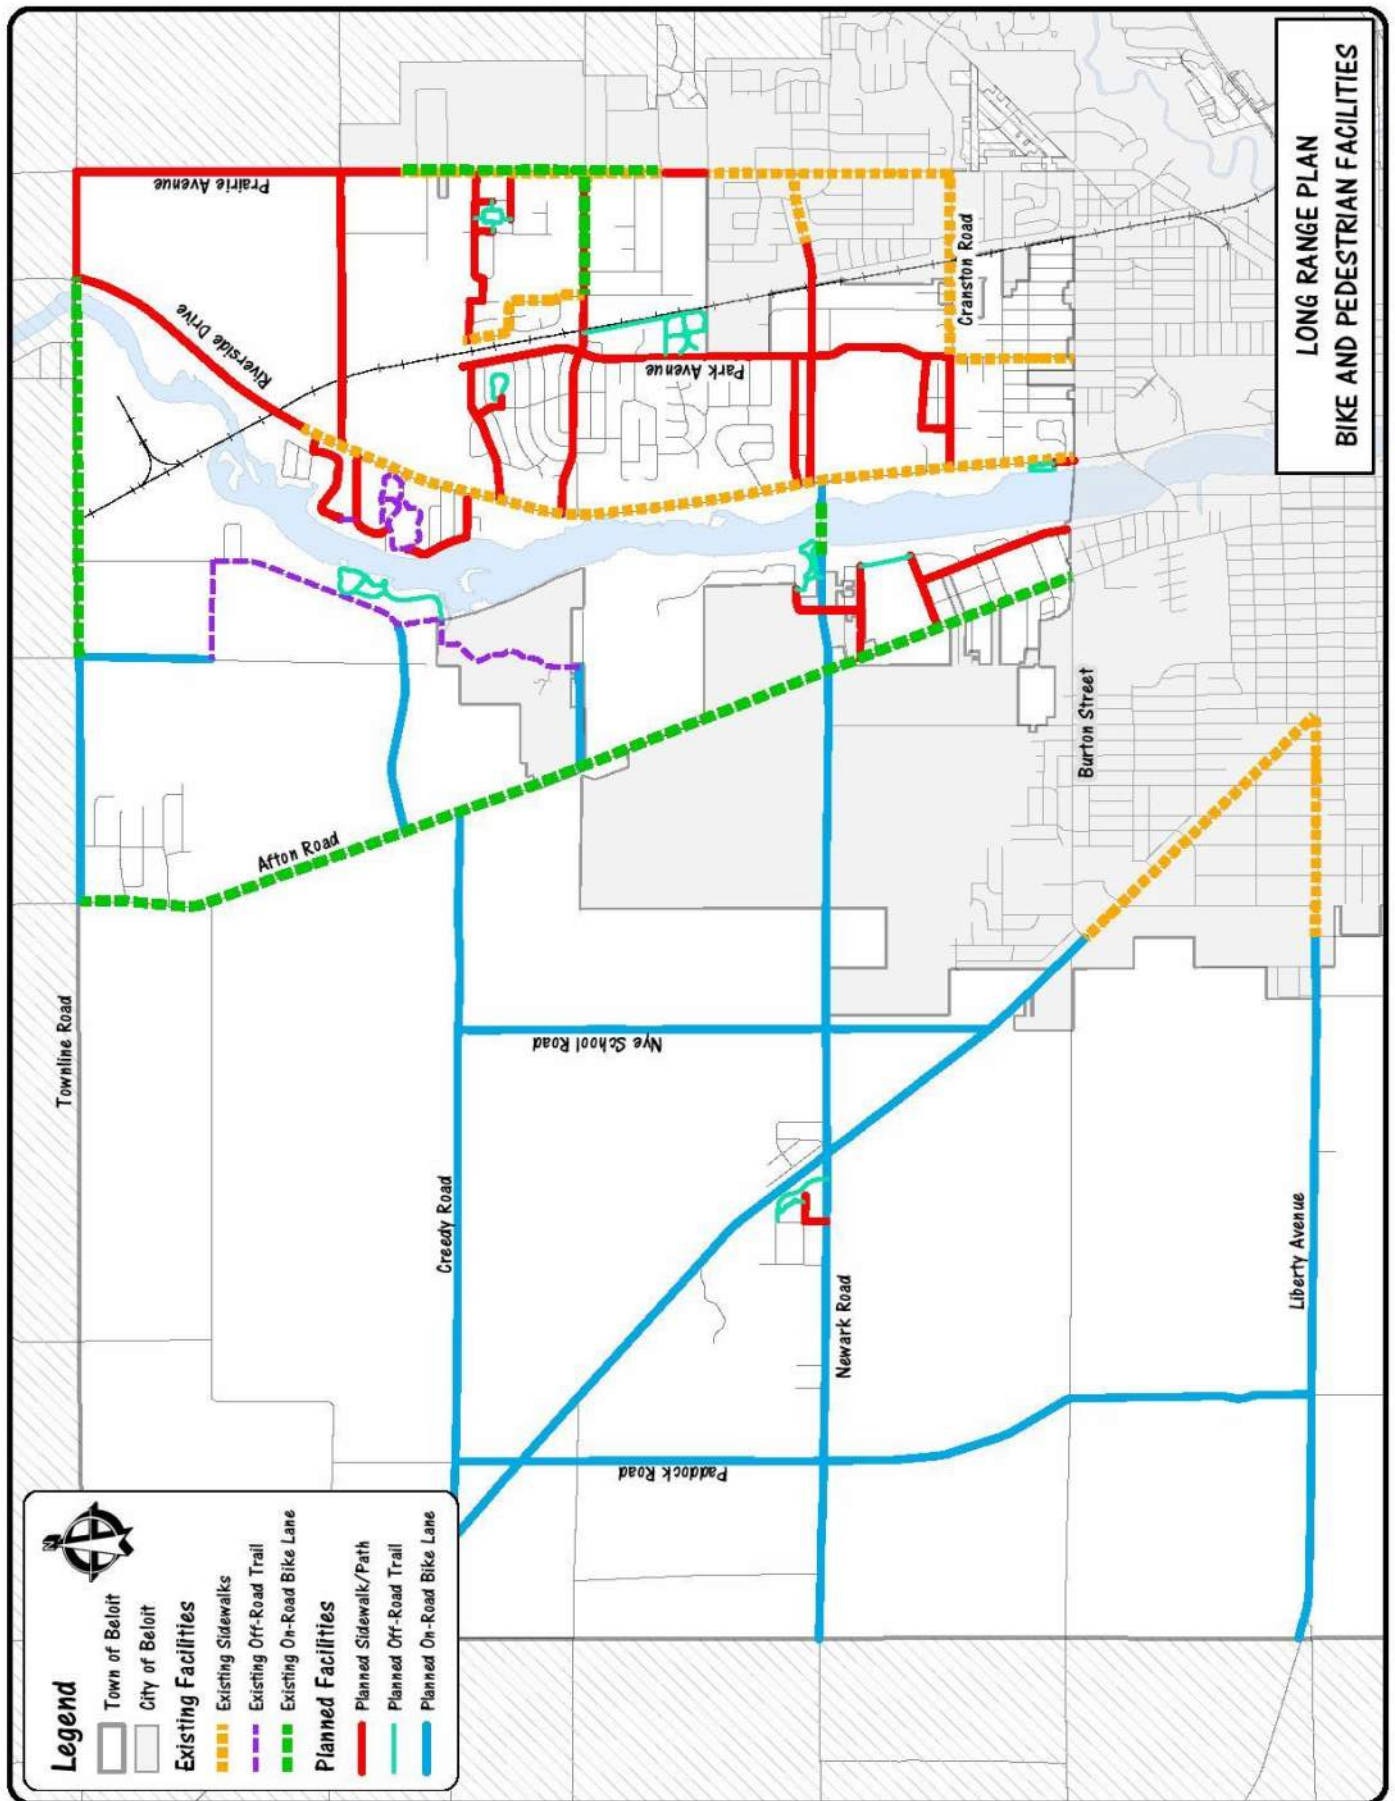 LONG RANGE PLAN
BIKE AND PEDESTRIAN FACILITIES
Legend
N
Town of Beloit
City of Beloit
Existing Facilities
Existing Sidewalks
Existing Off-Road Trail
Existing On-Road Bike Lane
Planned Facilities
Planned Sidewalk/Path
Planned Off-Road Trail
Planned On-Road Bike Lane
Townline Road
Afton Road
Riverside Drive
Prairie Avenue
Creedy Road
Nye School Road
Park Avenue
Paddock Road
Newark Road
Cranston Road
Burton Street
Liberty Avenue